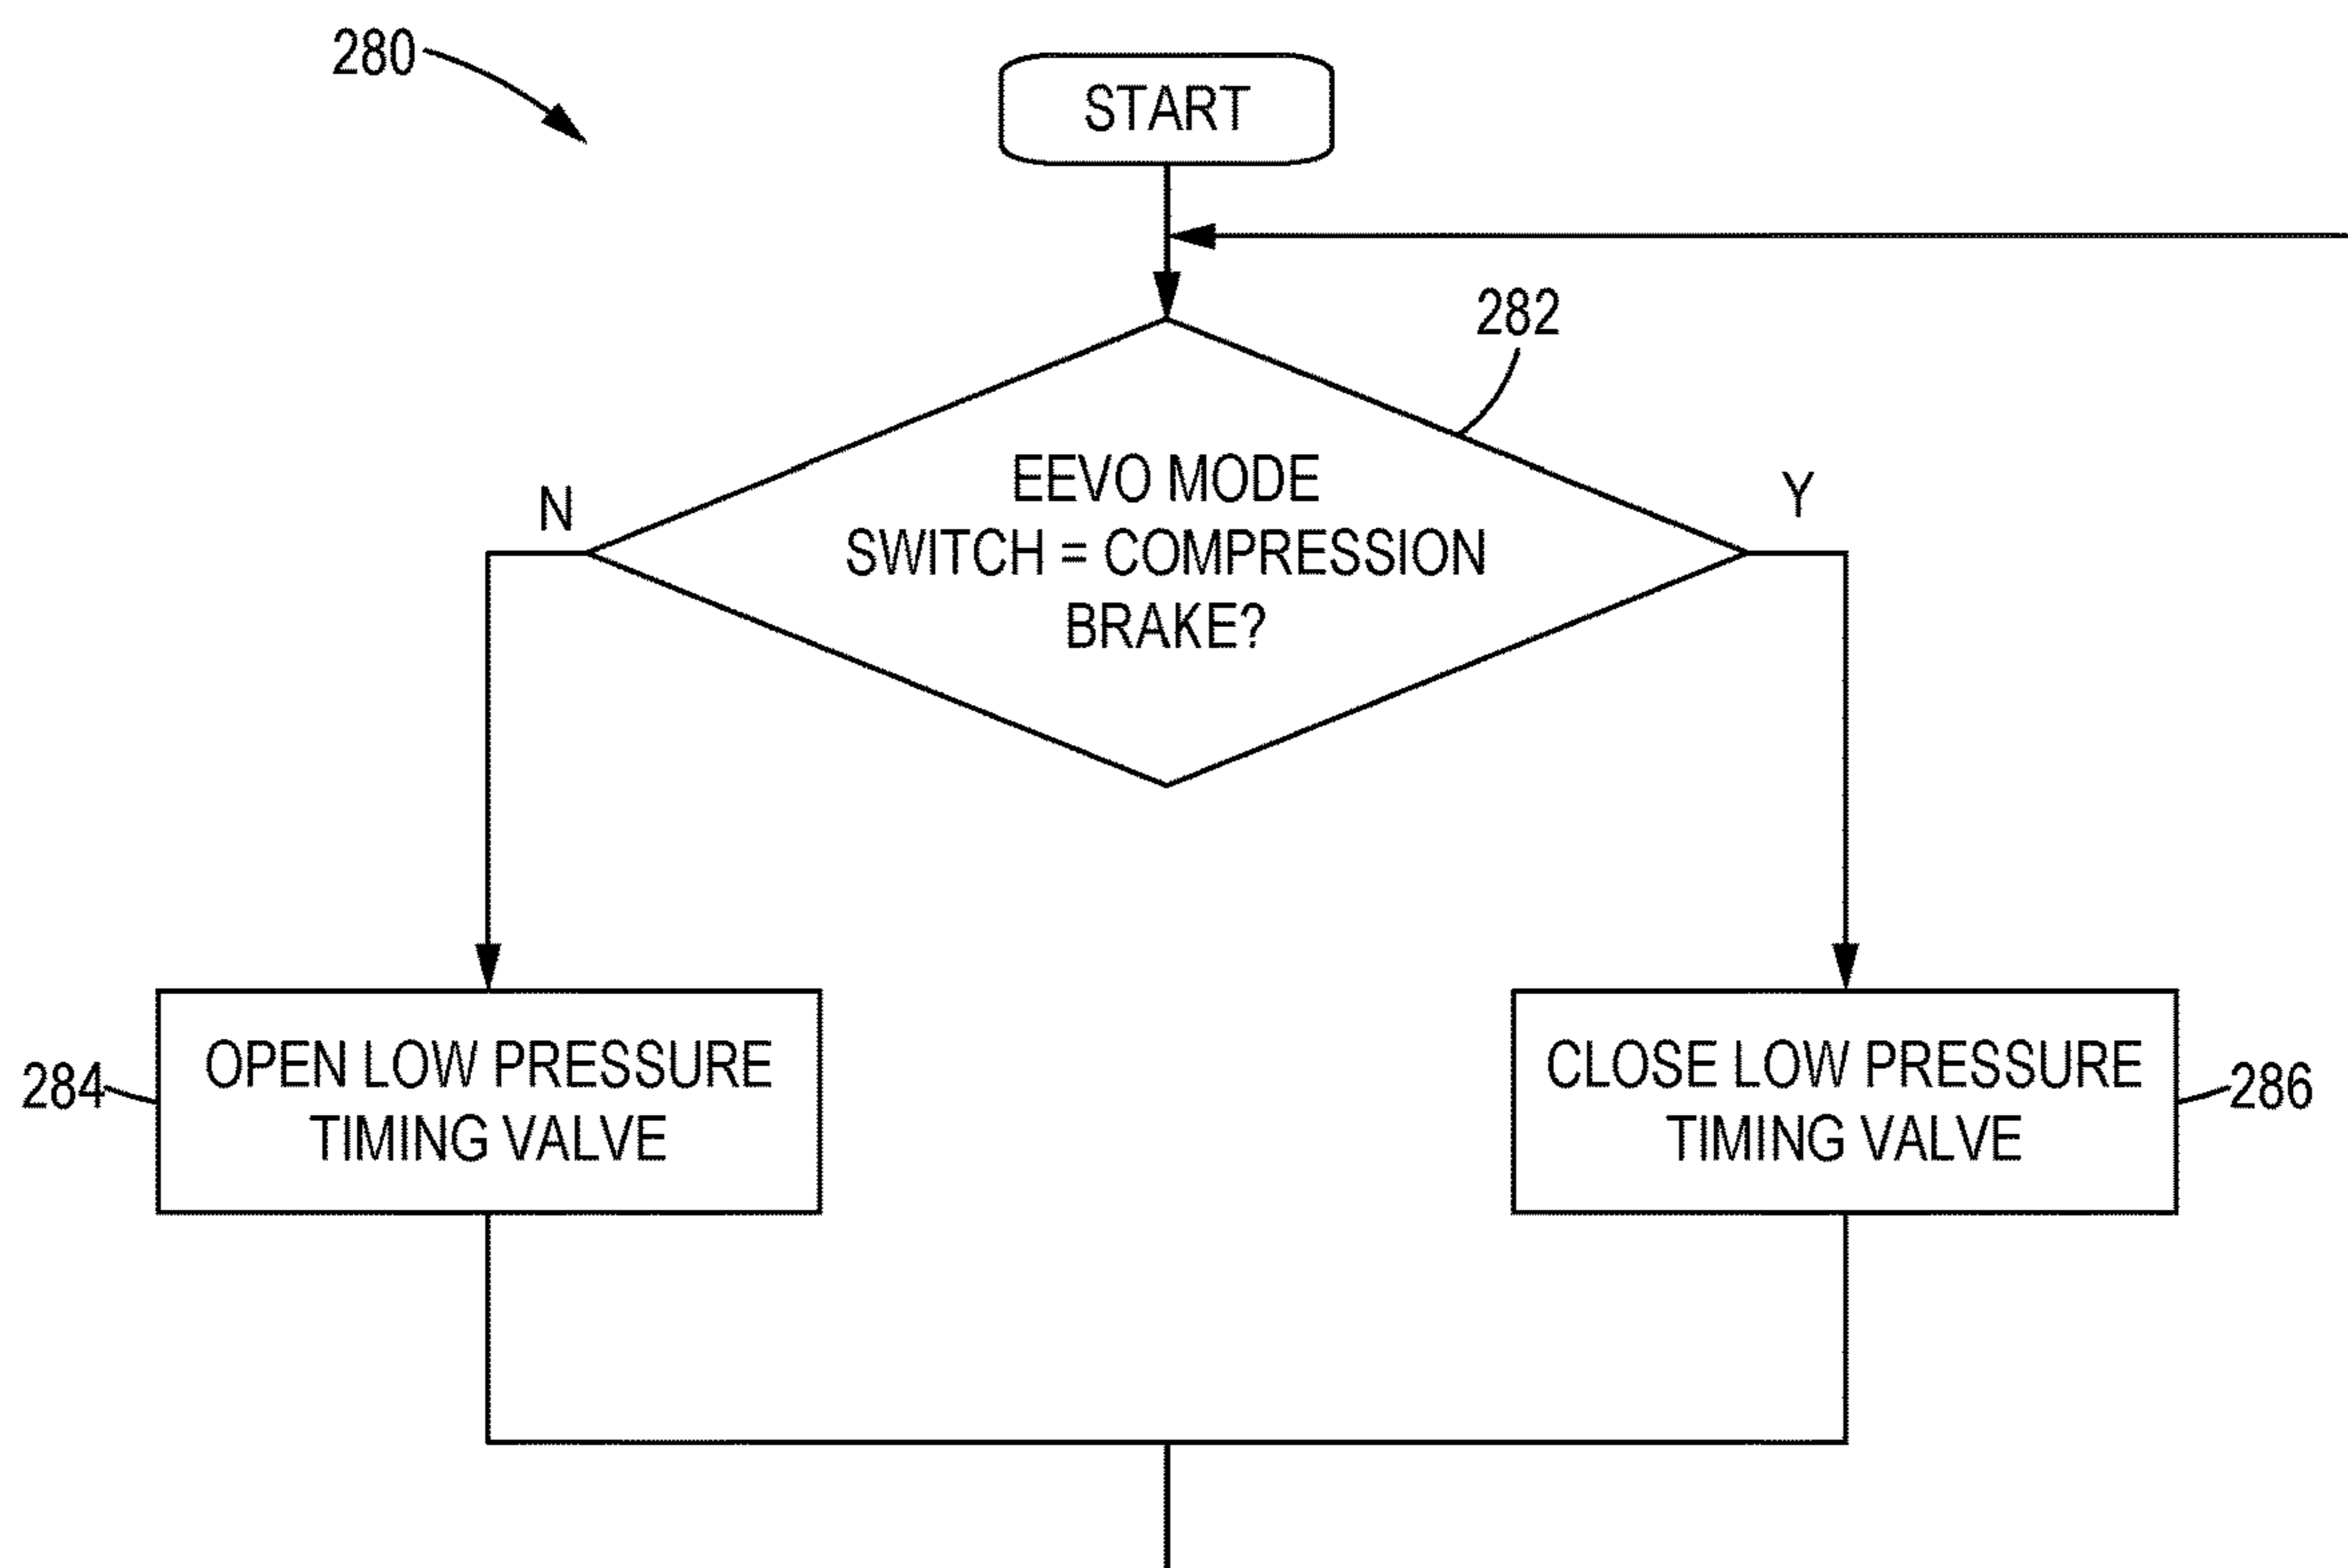 280
START
282
N
Y
EEVO MODE
SWITCH = COMPRESSION
BRAKE?
284
OPEN LOW PRESSURE
TIMING VALVE
CLOSE LOW PRESSURE
TIMING VALVE
286